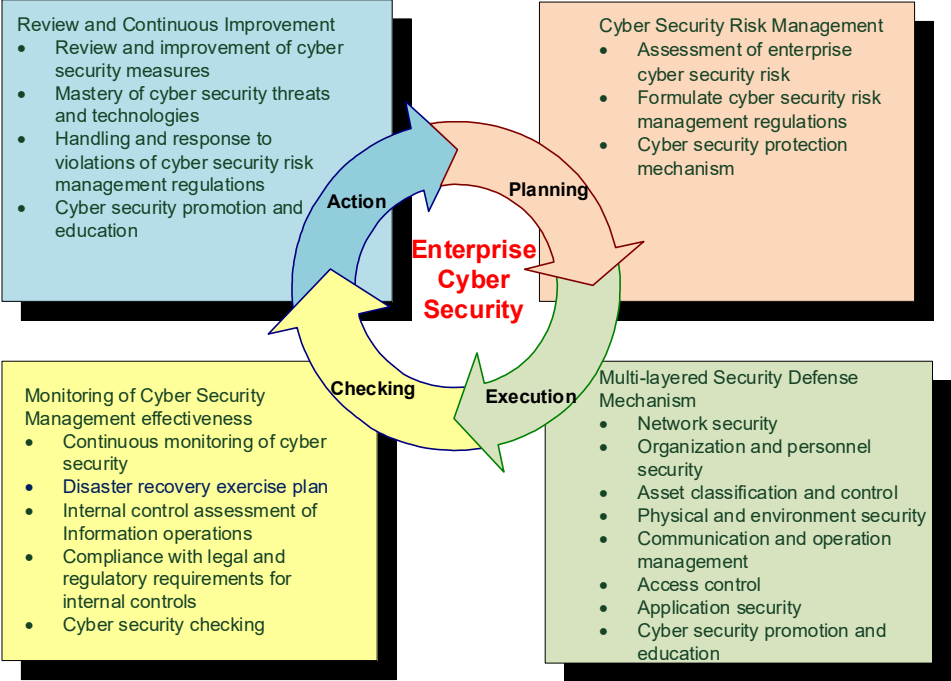 Review and Continuous Improvement
• Review and improvement of cyber
security measures
• Mastery of cyber security threats
and technologies
• Handling and response to
violations of cyber security risk
management regulations
• Cyber security promotion and
education
Cyber Security Risk Management
• Assessment of enterprise
cyber security risk
• Formulate cyber security risk
management regulations
• Cyber security protection
mechanism
Action
Planning
Enterprise
Cyber
Security
Checking
Execution
Monitoring of Cyber Security
Management effectiveness
• Continuous monitoring of cyber
security
• Disaster recovery exercise plan
• Internal control assessment of
Information operations
• Compliance with legal and
regulatory requirements for
internal controls
• Cyber security checking
Multi-layered Security Defense
Mechanism
• Network security
• Organization and personnel
security
• Asset classification and control
• Physical and environment security
• Communication and operation
management
• Access control
• Application security
• Cyber security promotion and
education